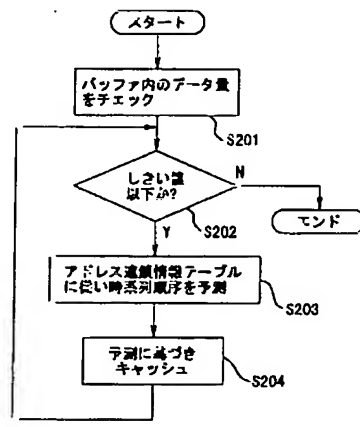 スタート
バッファ内のデータ量
をチェック
S201
しきい値
以下か?
N
S202
エンド
Y
アドレス連鎖情報テーブル
に従い時系列順序を予測
S203
予測に基づき
キャッシュ
S204